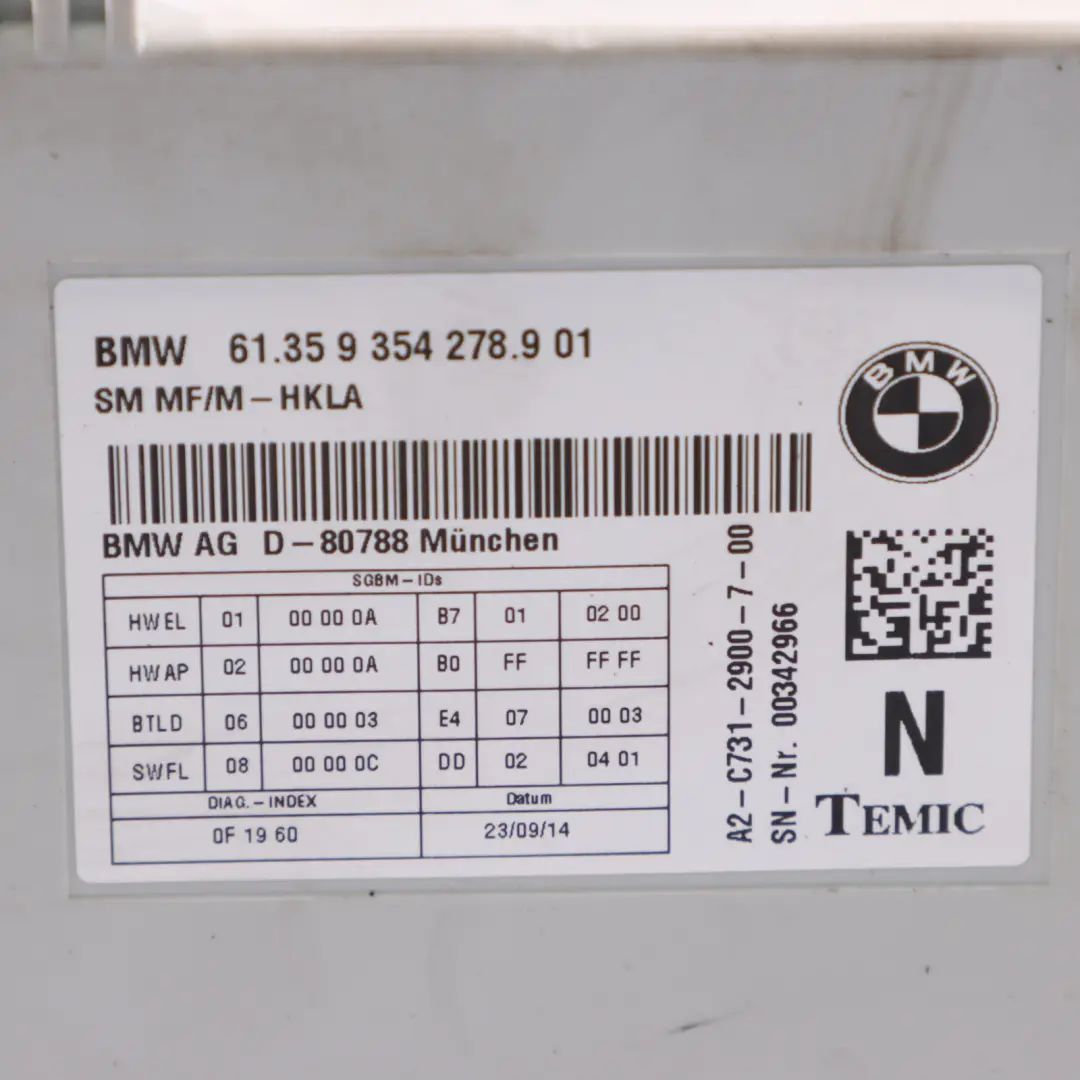 BMW 61.35 9 354 278.9 01
SM MF/M-HKLA
BMW
BMW AG D-80788 München
SGBM-IDs
HWEL 01 00 00 0A B7 01 02 00
HWAP 02 00 00 0A B0 FF FF FF
BTLD 06 00 00 03 E4 07 00 03
SWFL 08 00 00 0C DD 02 04 01
DIAG.-INDEX Datum
0F 19 60 23/09/14
A2-C731-2900-7-00
SN-Nr. 00342966
N
TEMIC